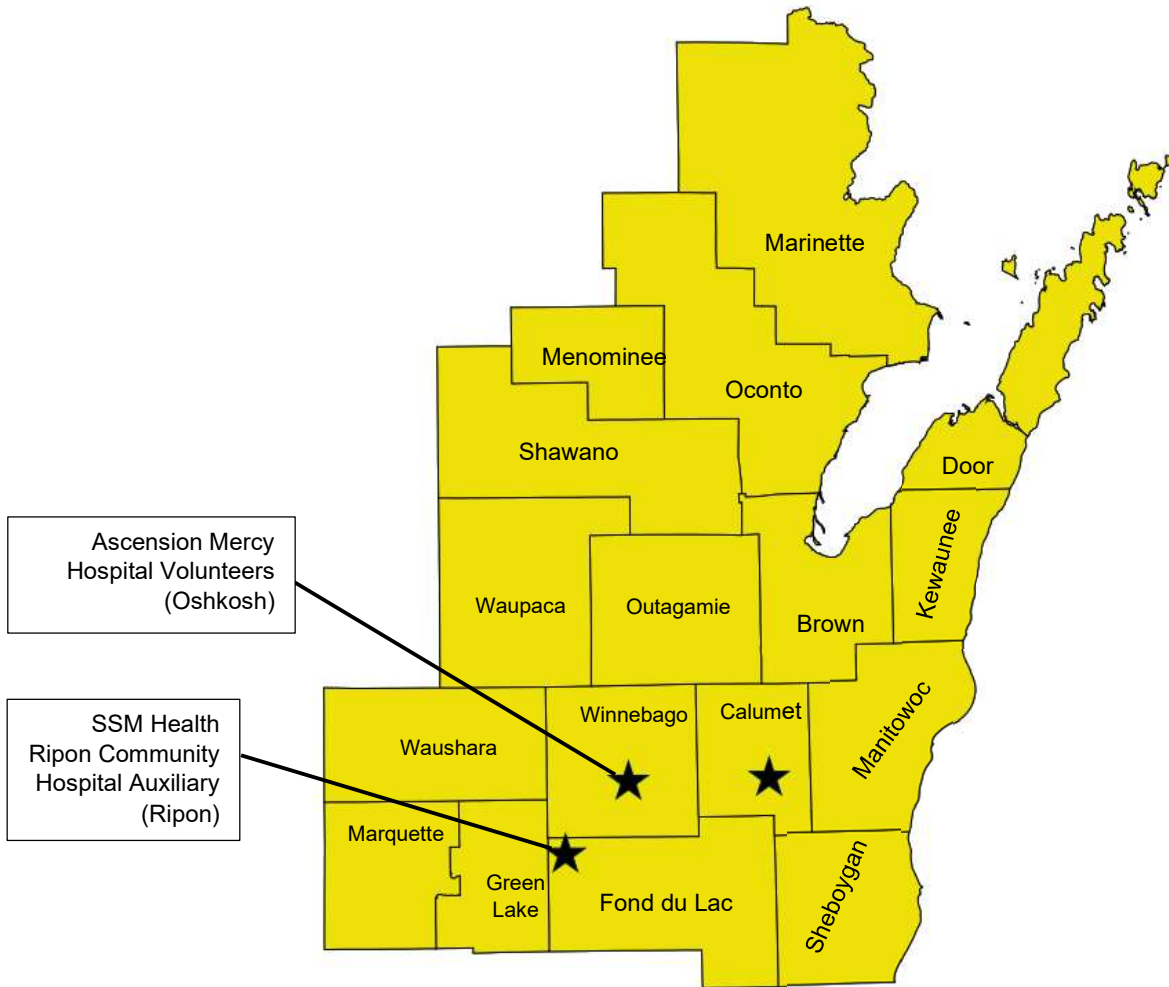 Marinette
Menominee
Oconto
Shawano
Door
Kewaunee
Ascension Mercy
Hospital Volunteers
(Oshkosh)
Waupaca
Outagamie
Brown
Winnebago
Calumet
Manitowoc
SSM Health
Ripon Community
Hospital Auxiliary
(Ripon)
Waushara
Marquette
Green
Lake
Fond du Lac
Sheboygan